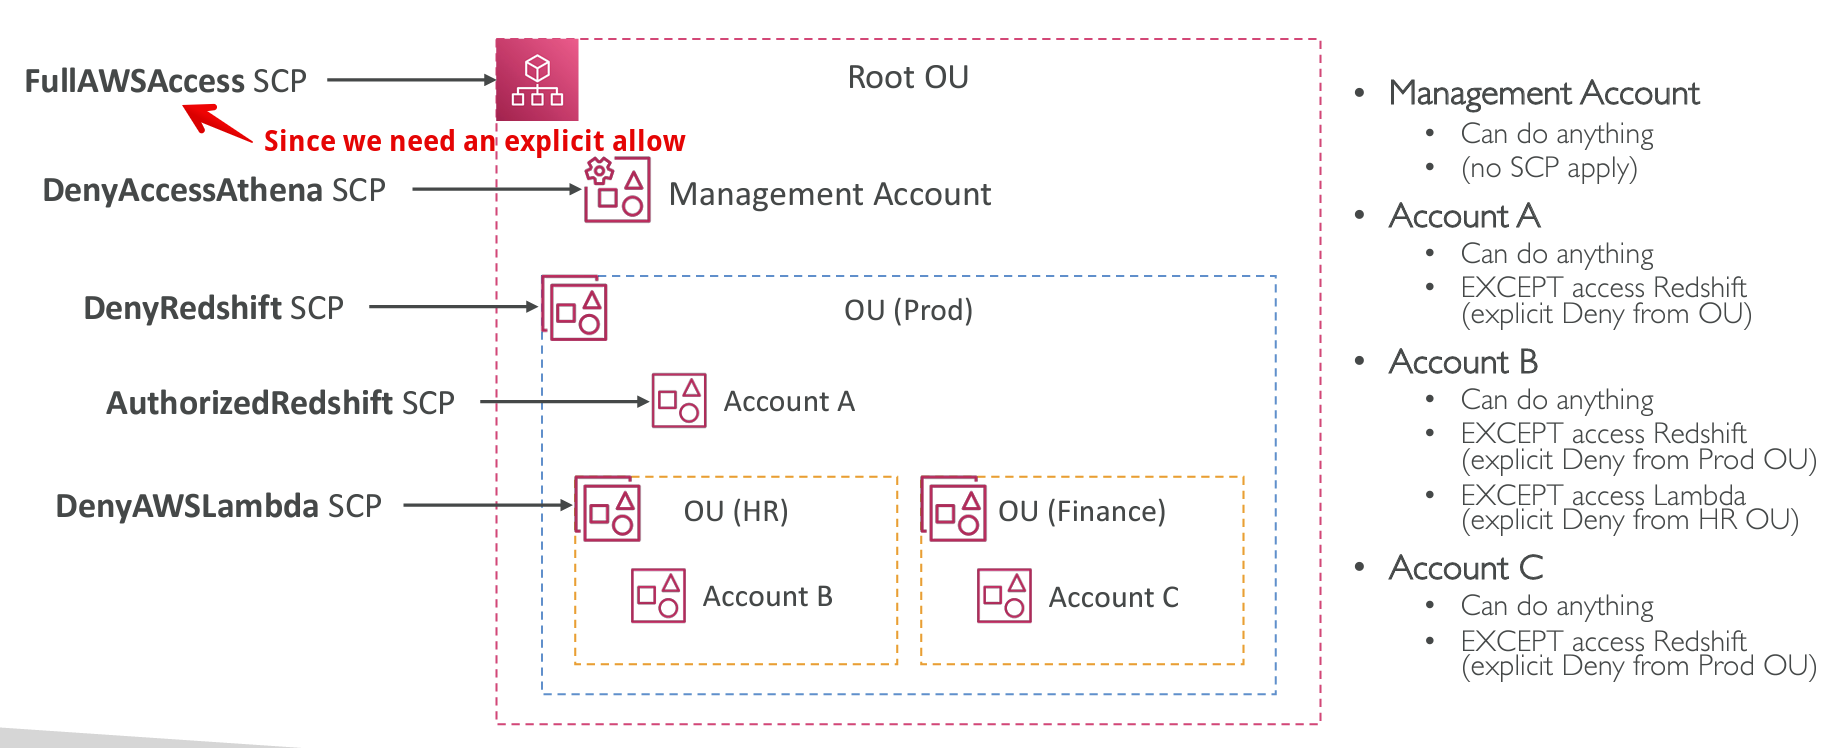 FullAWSAccess SCP
Since we need an explicit allow
DenyAccessAthena SCP
DenyRedshift SCP
AuthorizedRedshift SCP
DenyAWSLambda SCP
Root OU
Management Account
OU (Prod)
Account A
OU (HR)
Account B
OU (Finance)
Account C
• Management Account
• Can do anything
• (no SCP apply)
• Account A
• Can do anything
• EXCEPT access Redshift
(explicit Deny from OU)
• Account B
• Can do anything
• EXCEPT access Redshift
(explicit Deny from Prod OU)
• EXCEPT access Lambda
(explicit Deny from HR OU)
• Account C
• Can do anything
• EXCEPT access Redshift
(explicit Deny from Prod OU)